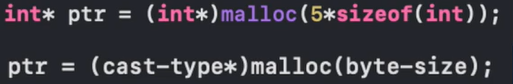 int* ptr = (int*)malloc(5*sizeof(int));
ptr = (cast-type*)malloc(byte-size);